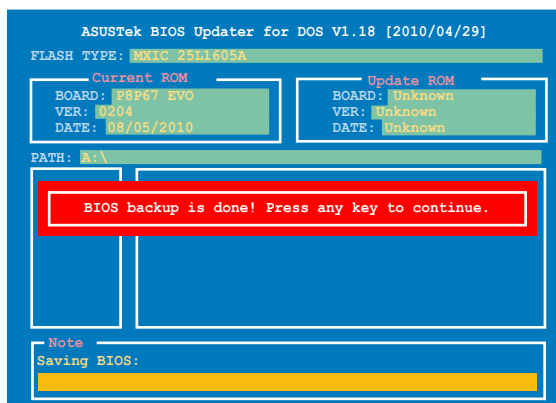 ASUSTek BIOS Updater for DOS V1.18 [2010/04/29]
FLASH TYPE: MXIC 25L1605A
Current ROM
BOARD: P8P67 EVO
VER: 0204
DATE: 08/05/2010
Update ROM
BOARD: Unknown
VER: Unknown
DATE: Unknown
PATH: A:\
BIOS backup is done! Press any key to continue.
Note
Saving BIOS: